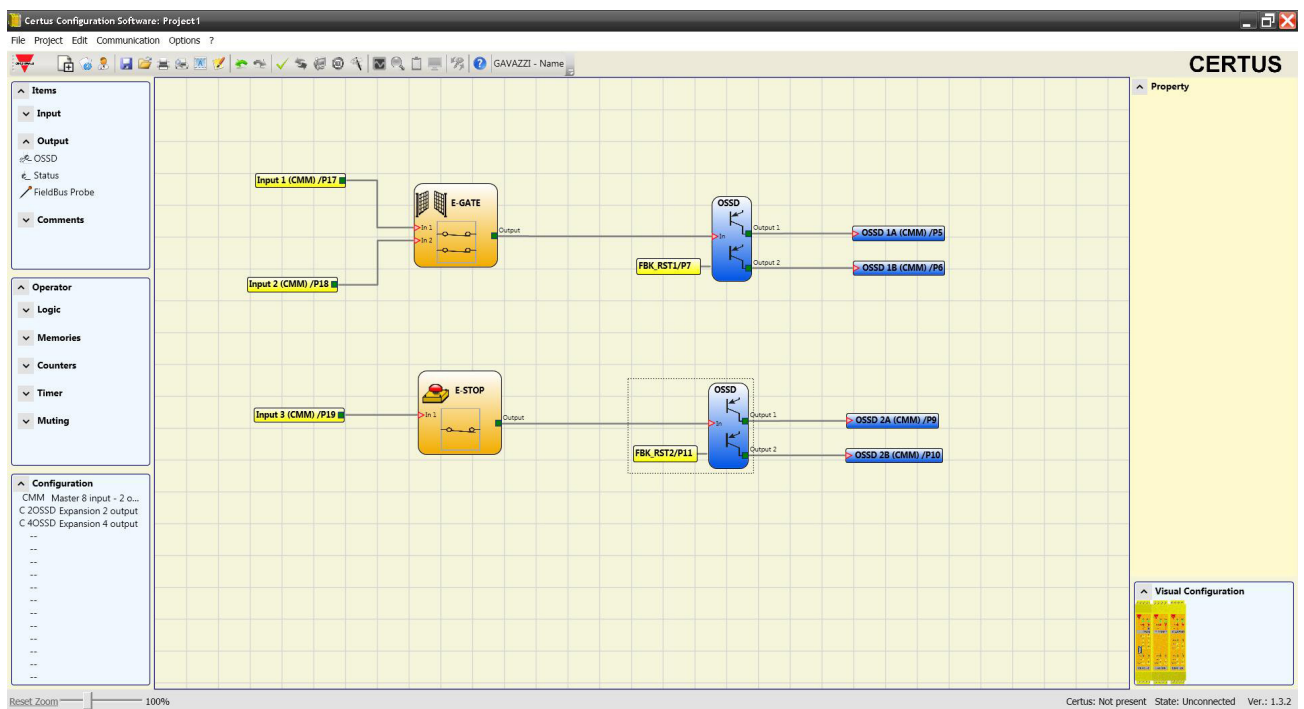 Certus Configuration Software: Project1
File Project Edit Communication Options ?
GAVAZZI - Name
CERTUS
Items
Input
Output
OSSD
Status
FieldBus Probe
Comments
Operator
Logic
Memories
Counters
Timer
Muting
Configuration
CMM Master 8 input - 2 o...
C 2OSSD Expansion 2 output
C 4OSSD Expansion 4 output
--
--
--
--
--
--
--
--
--
--
--
--
Input 1 (CMM) /P17
Input 2 (CMM) /P18
E-GATE
In 1
In 2
Output
FBK_RST1/P7
OSSD
In
Output 1
Output 2
OSSD 1A (CMM) /P5
OSSD 1B (CMM) /P6
Input 3 (CMM) /P19
E-STOP
In 1
Output
FBK_RST2/P11
OSSD
In
Output 1
Output 2
OSSD 2A (CMM) /P9
OSSD 2B (CMM) /P10
Property
Visual Configuration
Reset Zoom 100%
Certus: Not present State: Unconnected Ver.: 1.3.2